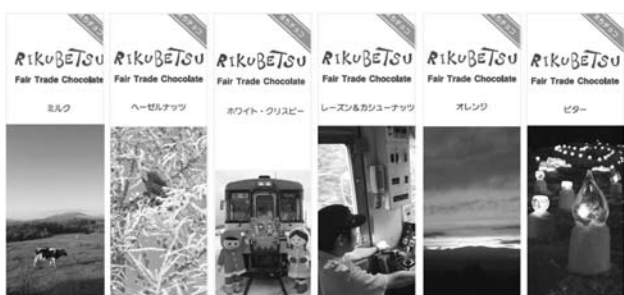 RIKUBETSU
Fair Trade Chocolate
ミルク
RIKUBETSU
Fair Trade Chocolate
ヘーゼルナッツ
RIKUBETSU
Fair Trade Chocolate
ホワイト・クリスピー
RIKUBETSU
Fair Trade Chocolate
レーズン&カシューナッツ
RIKUBETSU
Fair Trade Chocolate
オレンジ
RIKUBETSU
Fair Trade Chocolate
ビター